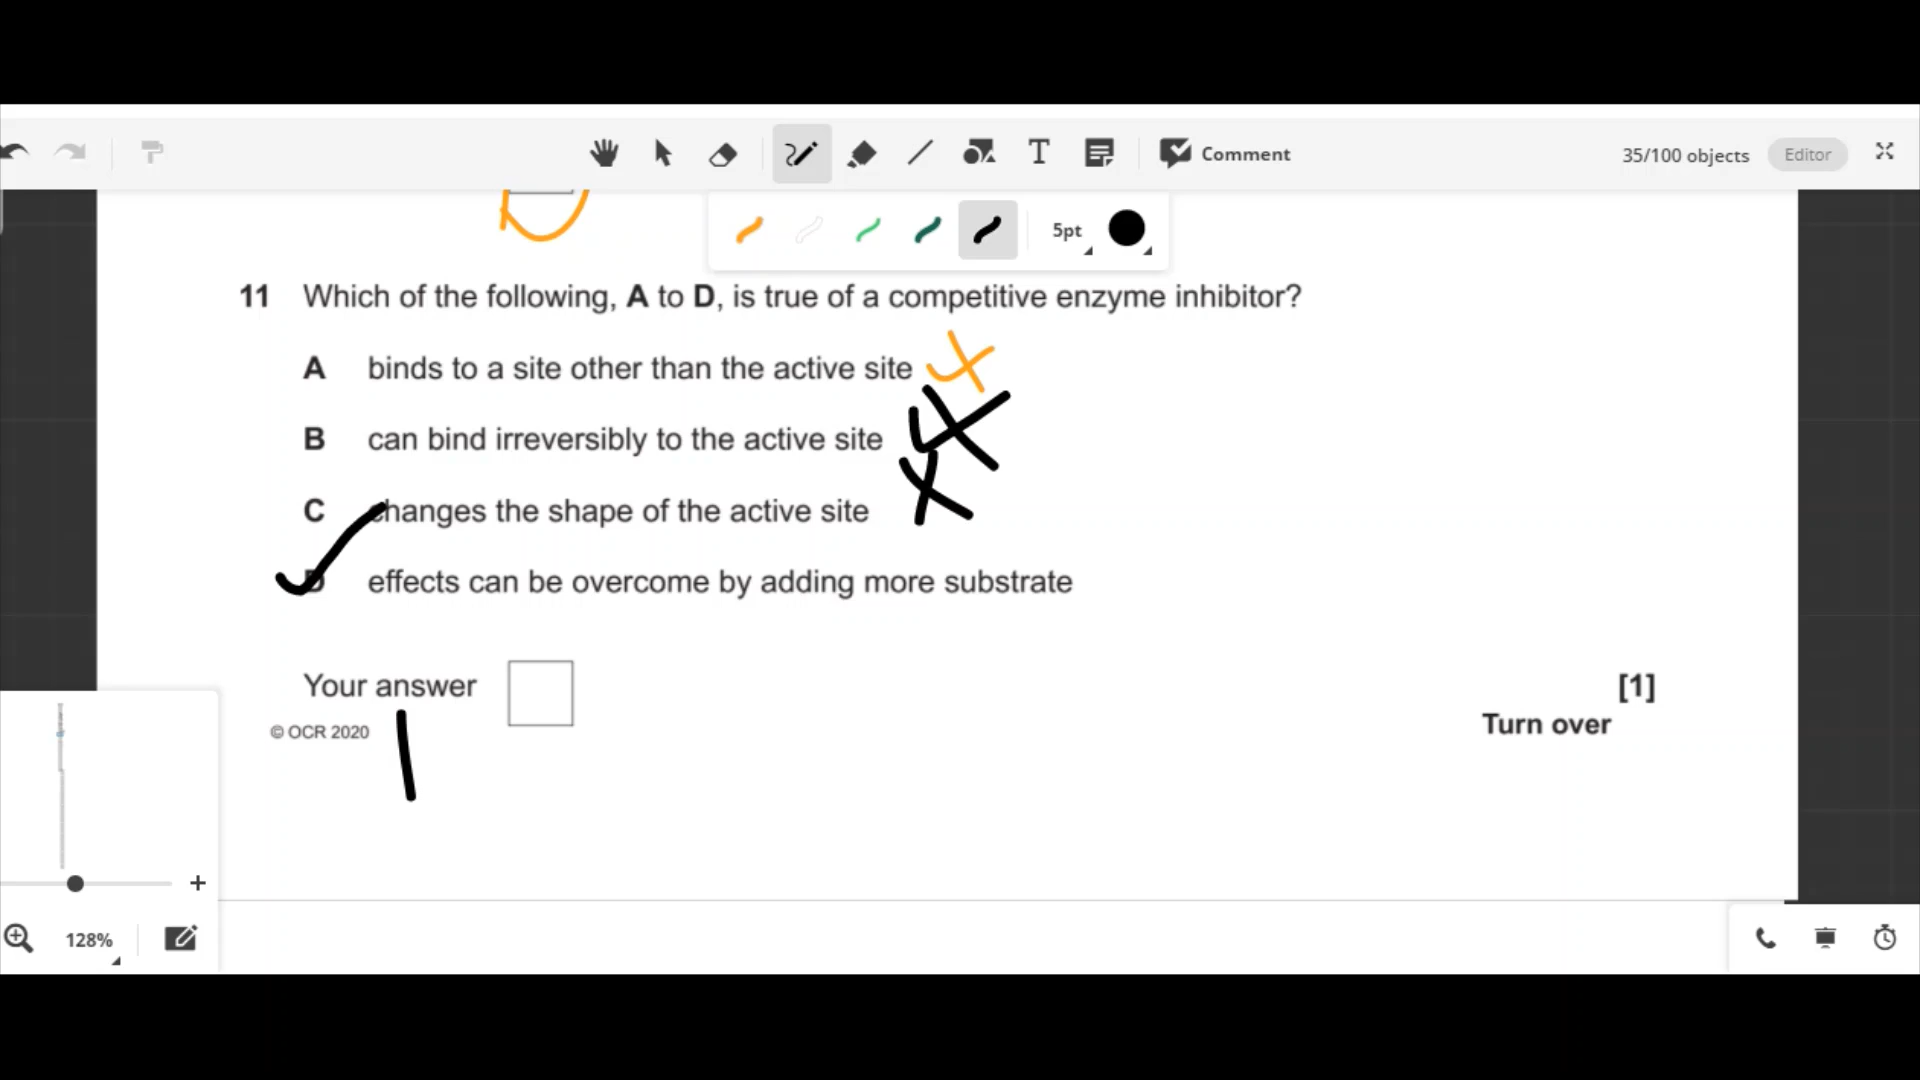 Comment
35/100 objects
Editor
5pt
11 Which of the following, A to D, is true of a competitive enzyme inhibitor?
A binds to a site other than the active site
B can bind irreversibly to the active site
C changes the shape of the active site
D effects can be overcome by adding more substrate
Your answer
[1]
© OCR 2020
Turn over
128%